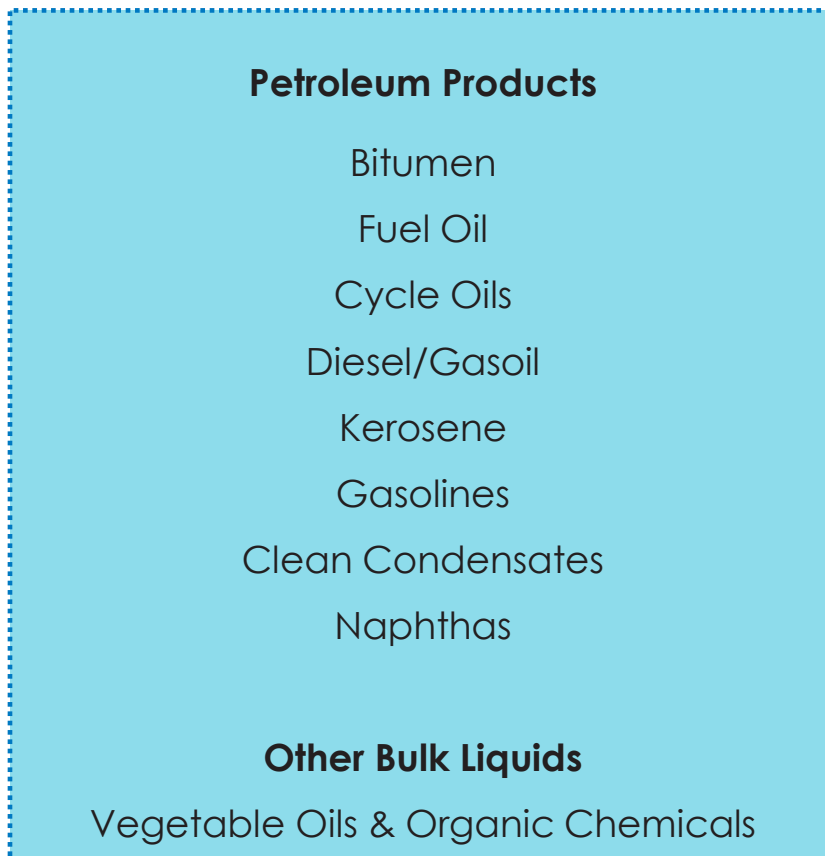 Petroleum Products
Bitumen
Fuel Oil
Cycle Oils
Diesel/Gasoil
Kerosene
Gasolines
Clean Condensates
Naphthas
Other Bulk Liquids
Vegetable Oils & Organic Chemicals